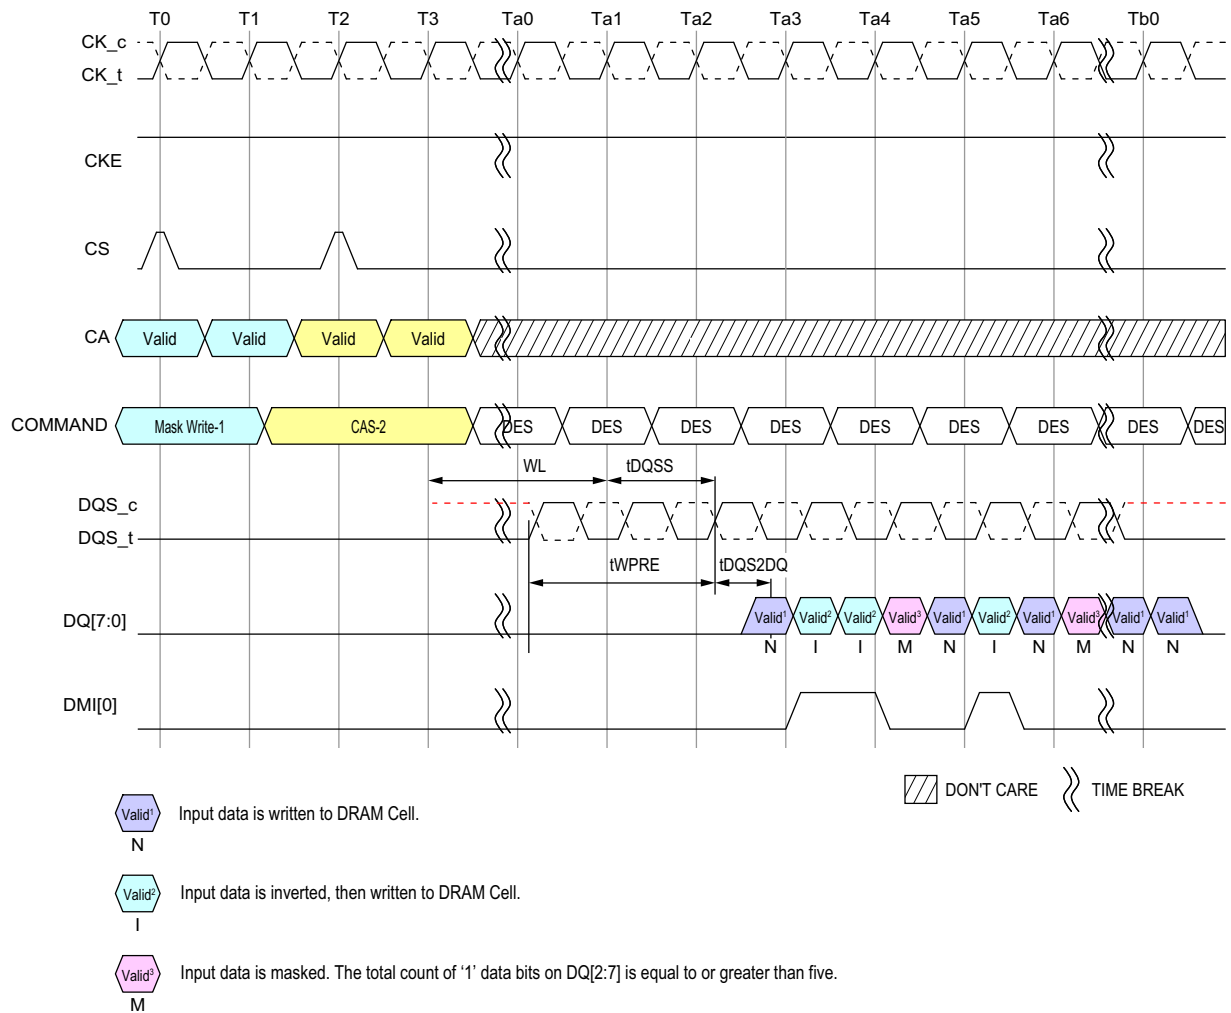 T0 T1 T2 T3 Ta0 Ta1 Ta2 Ta3 Ta4 Ta5 Ta6 Tb0
CK_c
CK_t
CKE
CS
CA Valid Valid Valid Valid
COMMAND Mask Write-1 CAS-2 DES DES DES DES DES DES DES DES DES
WL tDQSS
DQS_c
DQS_t
tWPRE tDQS2DQ
DQ[7:0] Valid¹ Valid² Valid² Valid³ Valid¹ Valid² Valid¹ Valid³ Valid¹ Valid¹
N I I M N I N M N N
DMI[0]
DON'T CARE TIME BREAK
Valid¹ Input data is written to DRAM Cell.
N
Valid² Input data is inverted, then written to DRAM Cell.
I
Valid³ Input data is masked. The total count of ‘1’ data bits on DQ[2:7] is equal to or greater than five.
M